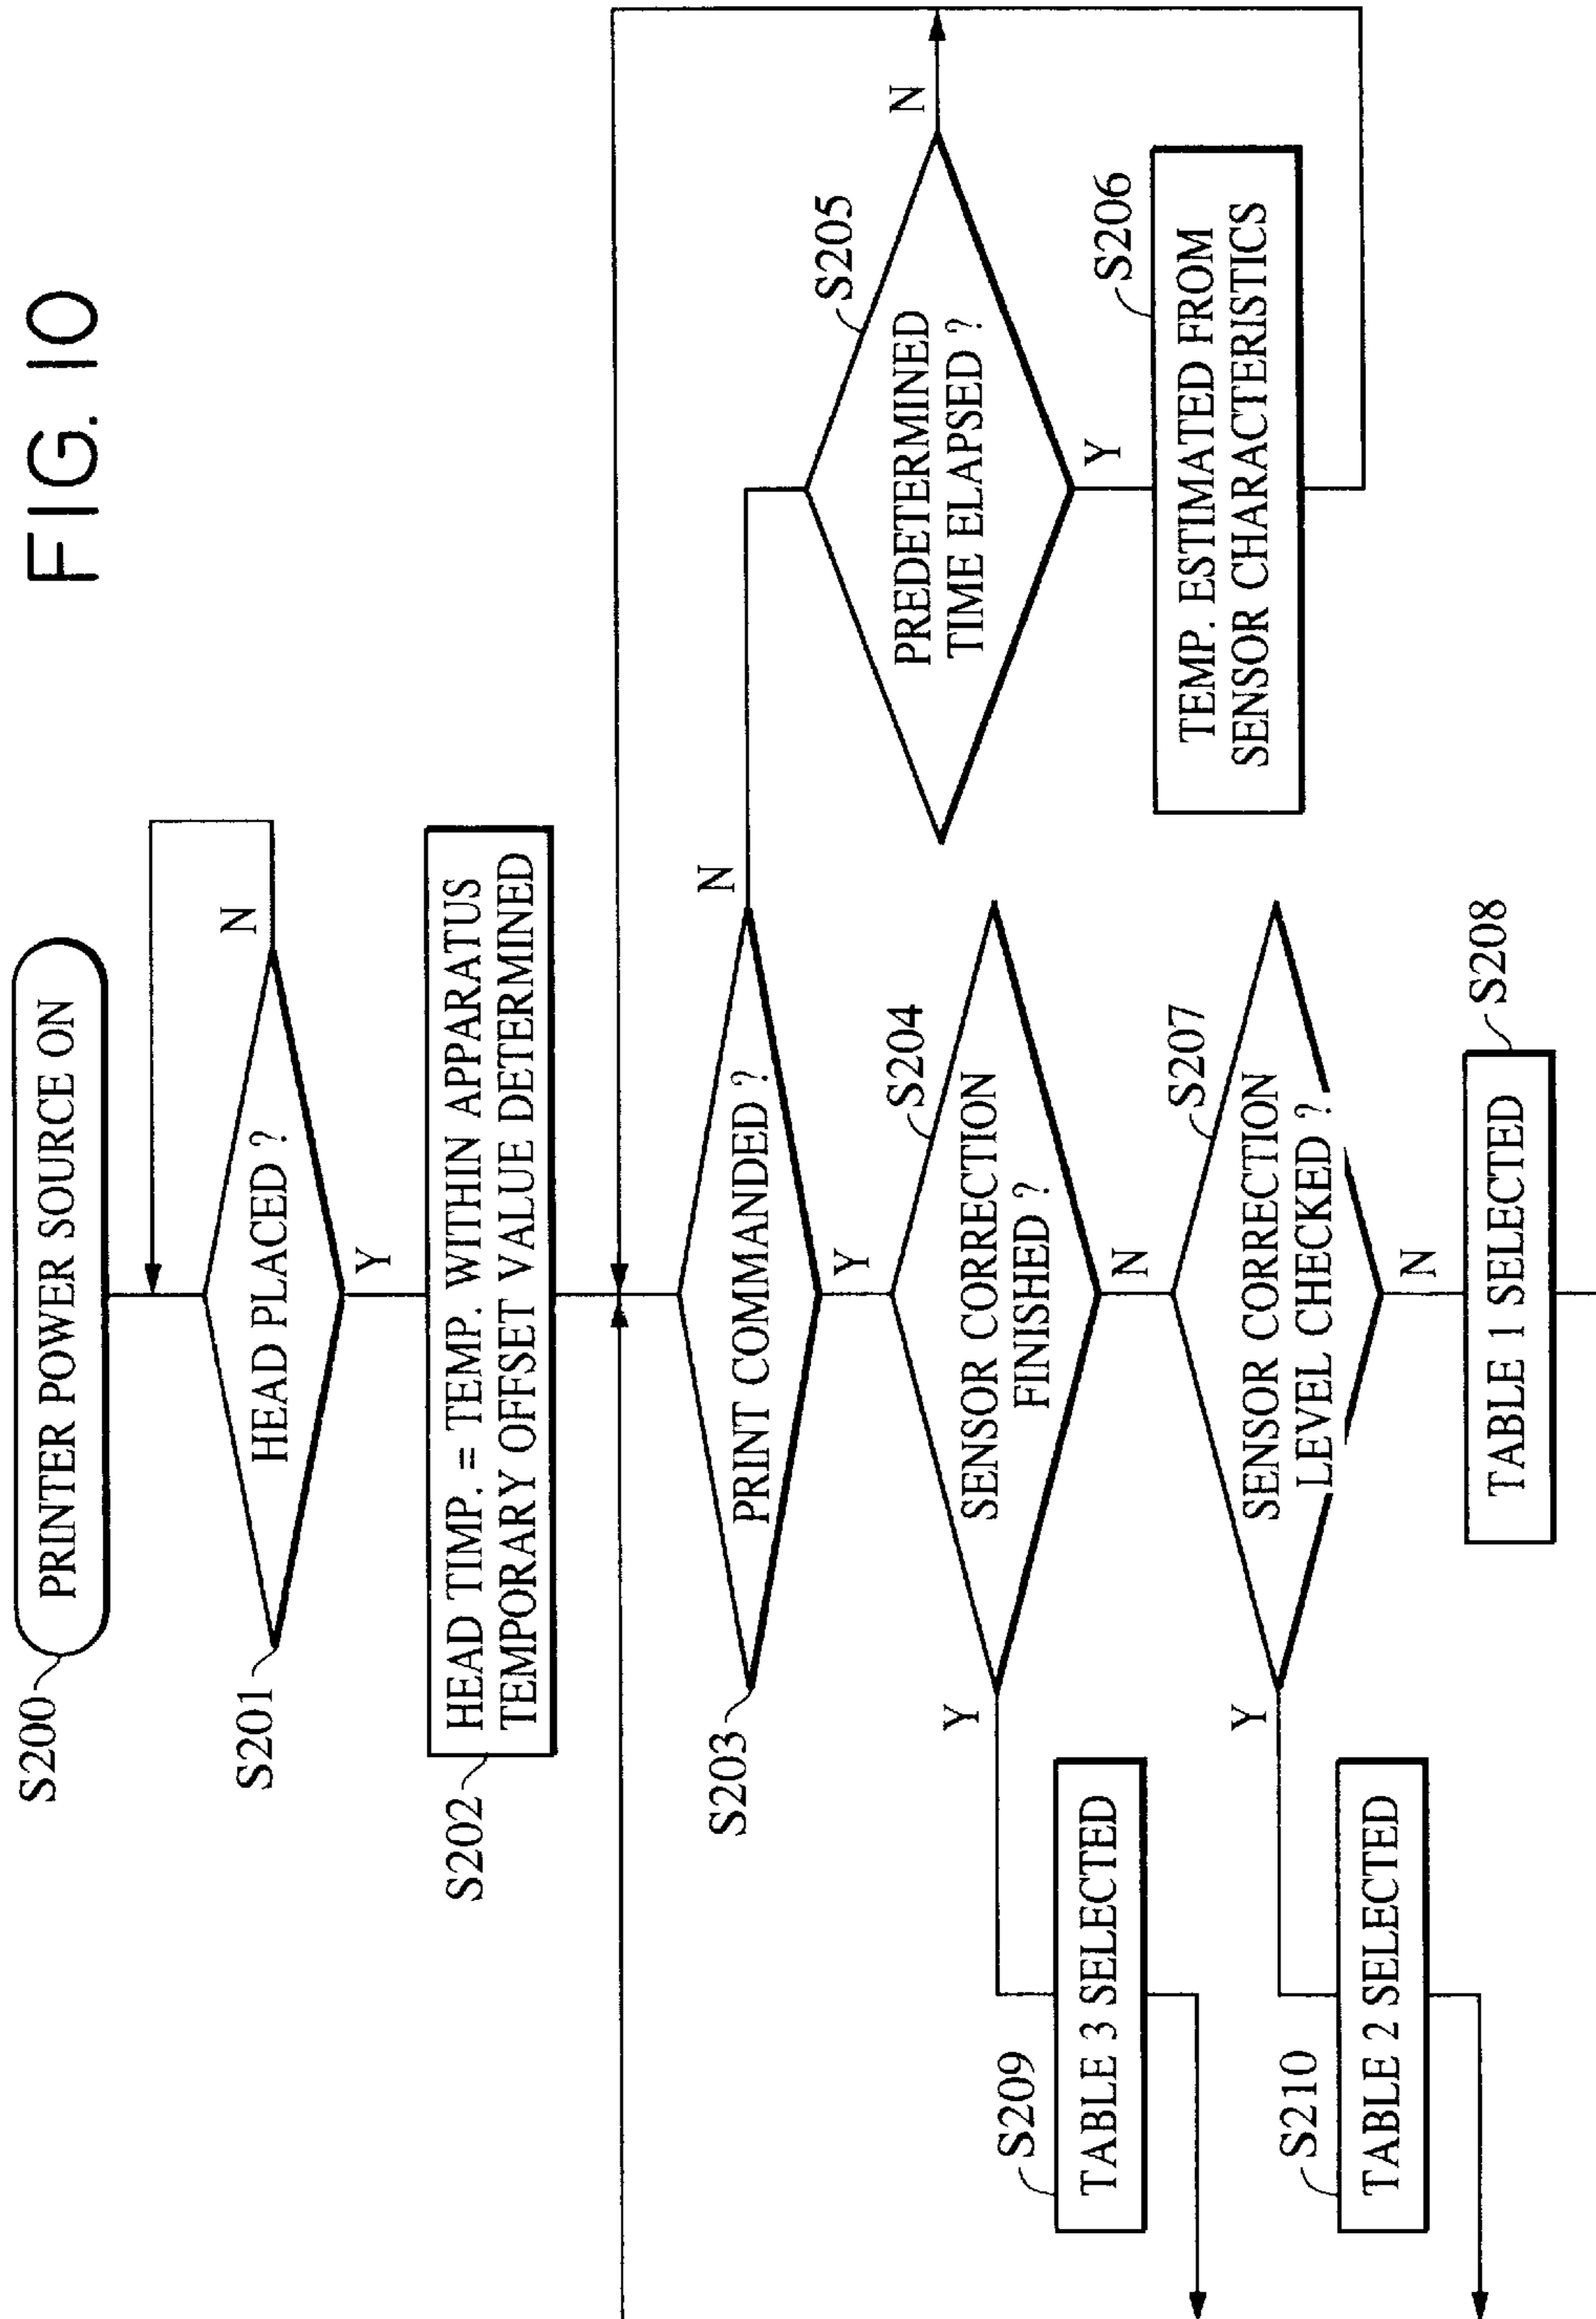 FIG. 10
S200
PRINTER POWER SOURCE ON
S201
HEAD PLACED ?
N
Y
S202
HEAD TIMP. = TEMP. WITHIN APPARATUS
TEMPORARY OFFSET VALUE DETERMINED
S203
PRINT COMMANDED ?
N
Y
S205
PREDETERMINED
TIME ELAPSED ?
N
Y
S206
TEMP. ESTIMATED FROM
SENSOR CHARACTERISTICS
S204
SENSOR CORRECTION
FINISHED ?
Y
N
S209
TABLE 3 SELECTED
S207
SENSOR CORRECTION
LEVEL CHECKED ?
Y
N
S210
TABLE 2 SELECTED
S208
TABLE 1 SELECTED